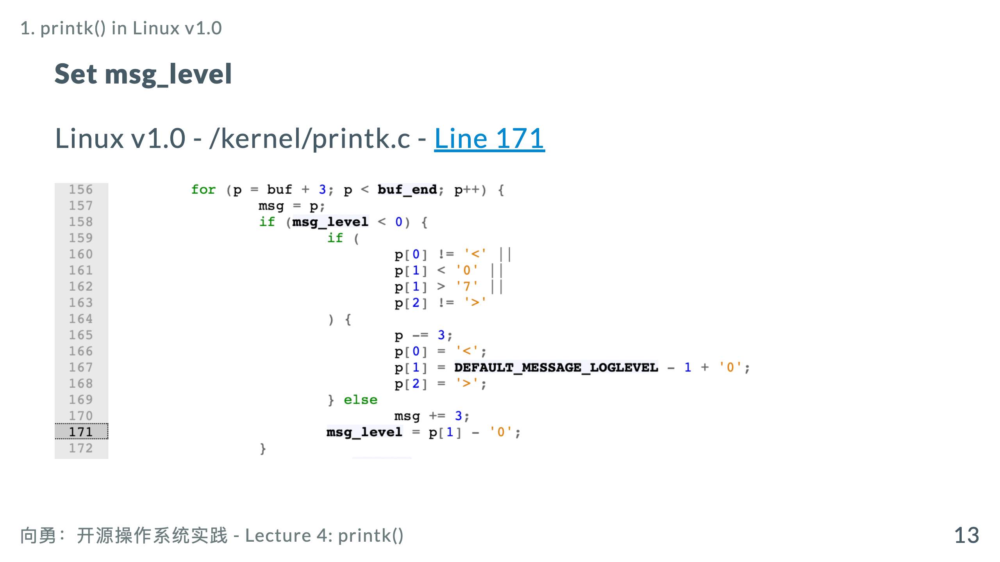 1. printk() in Linux v1.0
Set msg_level
Linux v1.0 - /kernel/printk.c - Line 171
156 for (p = buf + 3; p < buf_end; p++) {
157 msg = p;
158 if (msg_level < 0) {
159 if (
160 p[0] != '<' ||
161 p[1] < '0' ||
162 p[1] > '7' ||
163 p[2] != '>'
164 ) {
165 p -= 3;
166 p[0] = '<';
167 p[1] = DEFAULT_MESSAGE_LOGLEVEL - 1 + '0';
168 p[2] = '>';
169 } else
170 msg += 3;
171 msg_level = p[1] - '0';
172 }
向勇：开源操作系统实践 - Lecture 4: printk()
13